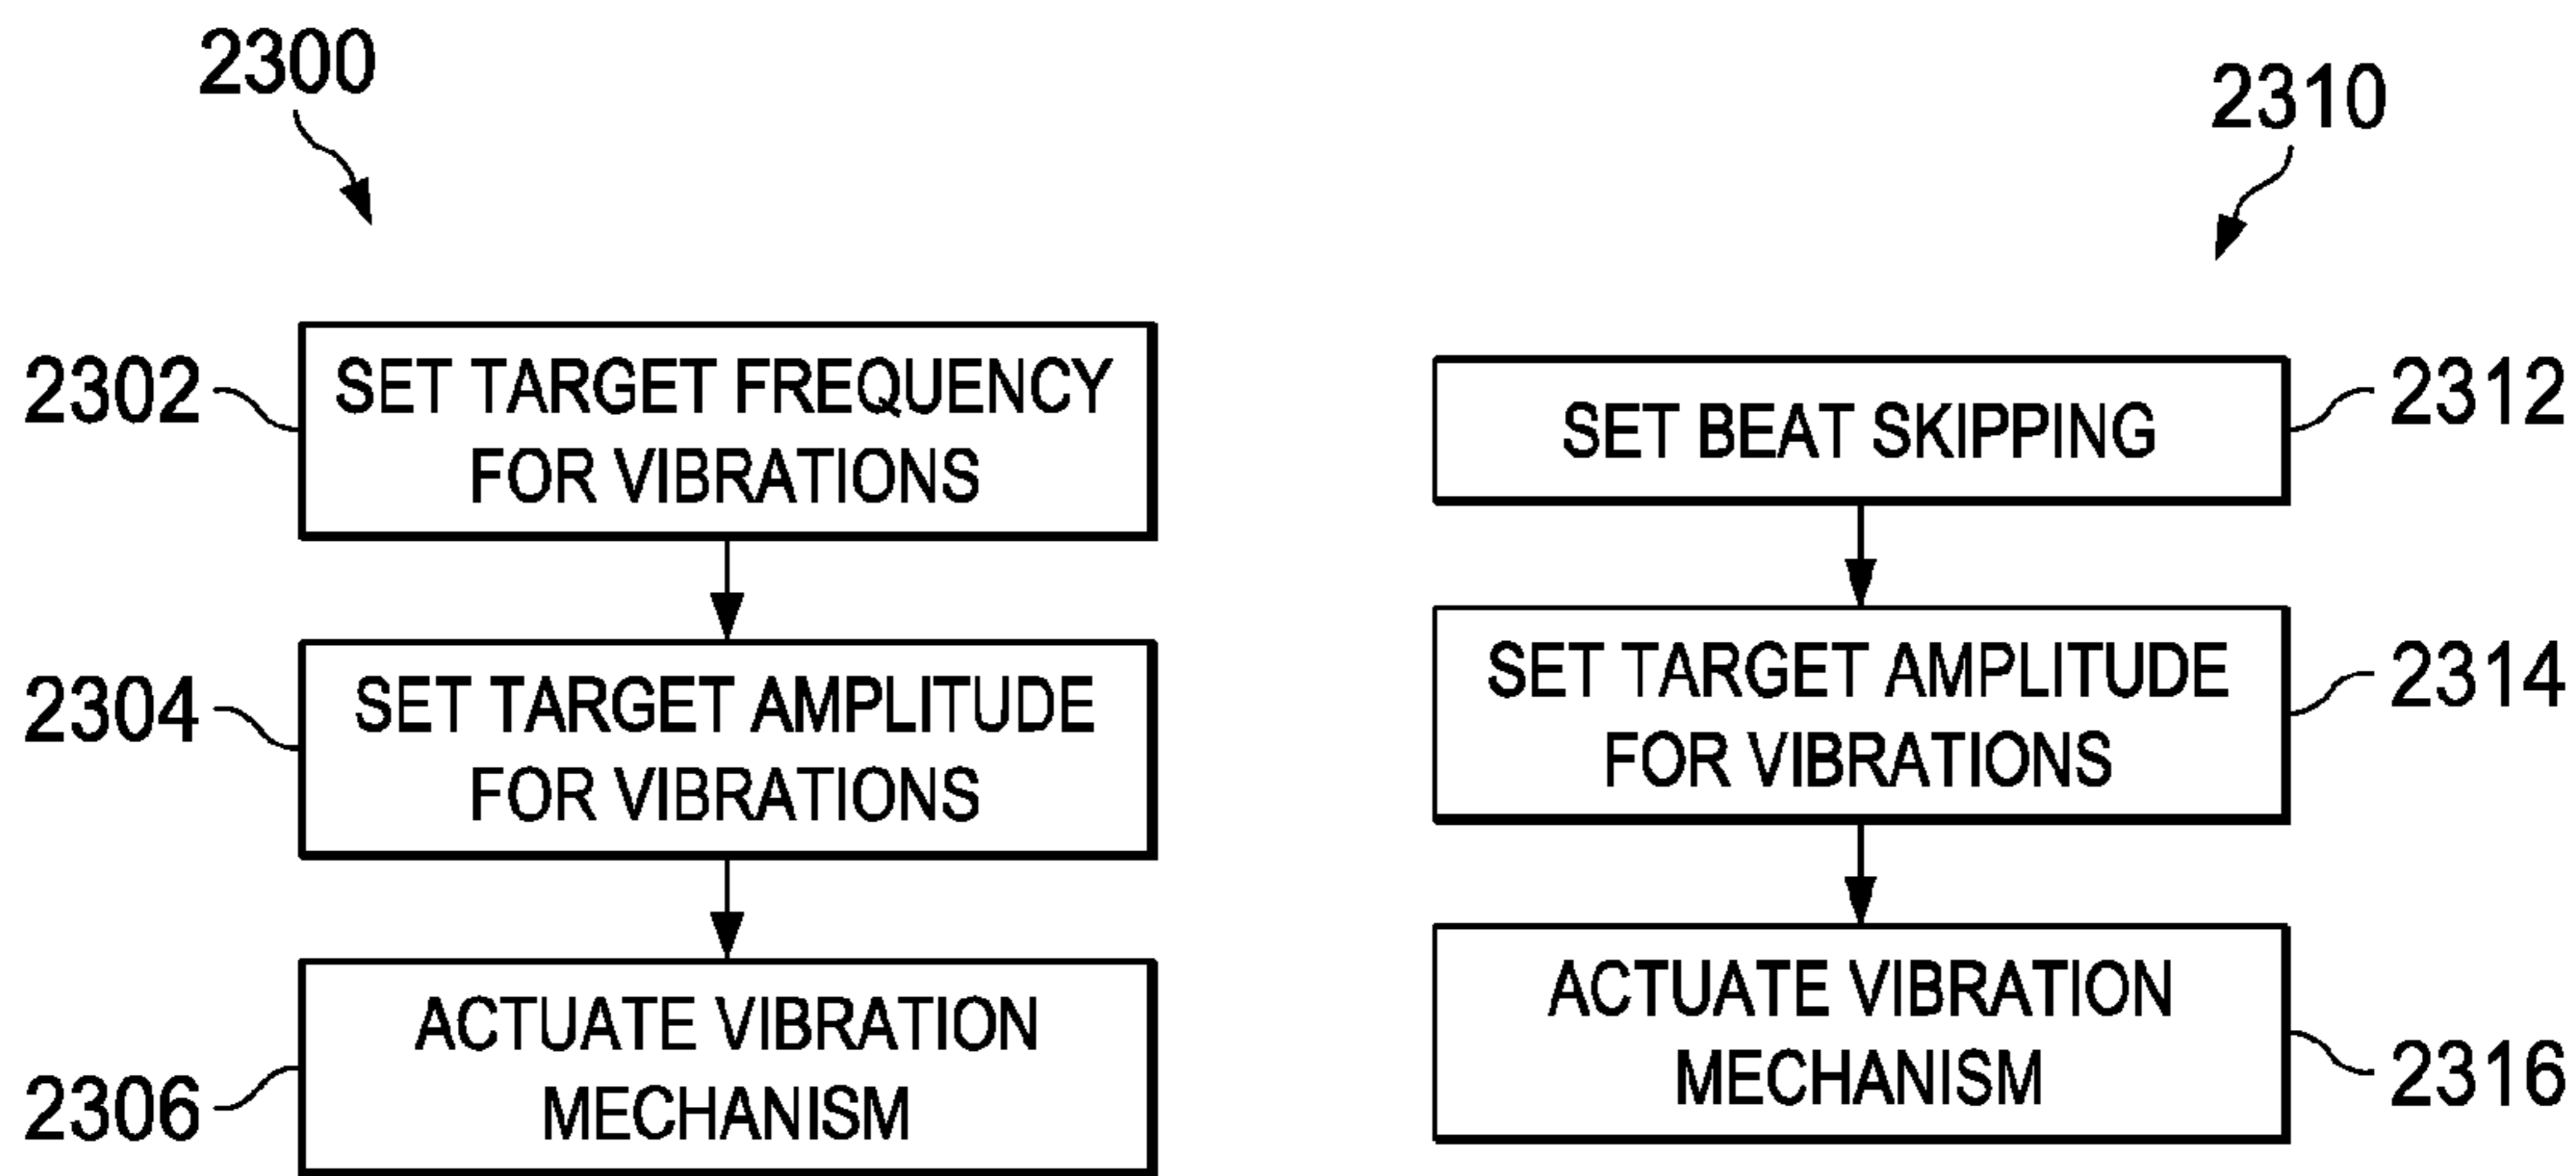 2300
2302
SET TARGET FREQUENCY
FOR VIBRATIONS
2304
SET TARGET AMPLITUDE
FOR VIBRATIONS
2306
ACTUATE VIBRATION
MECHANISM
2310
SET BEAT SKIPPING
2312
SET TARGET AMPLITUDE
FOR VIBRATIONS
2314
ACTUATE VIBRATION
MECHANISM
2316